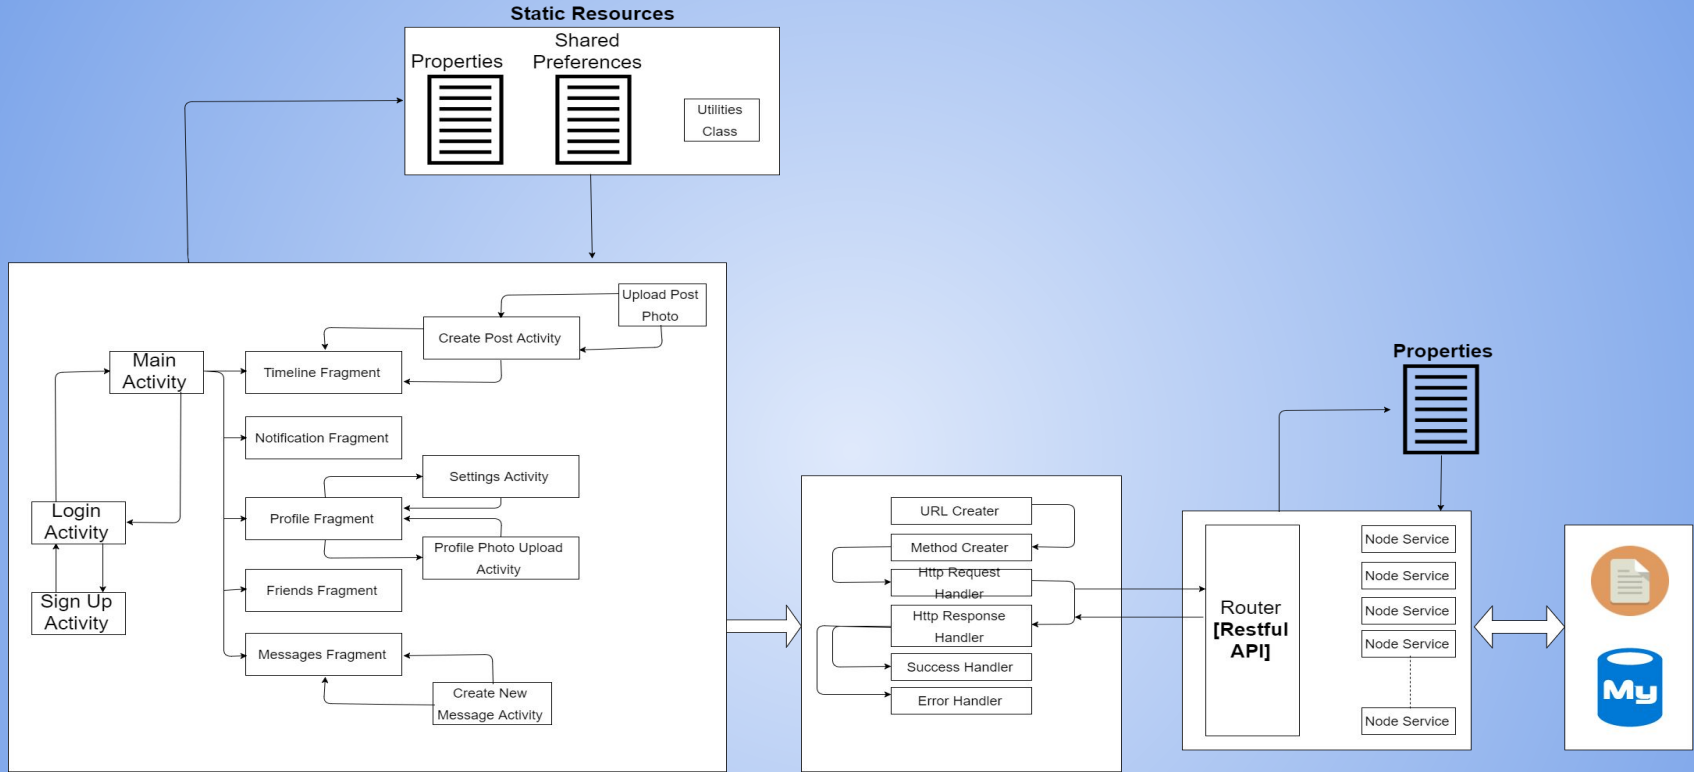 Static Resources
Properties
Shared
Preferences
Utilities
Class
Upload Post
Photo
Create Post Activity
Main
Activity
Timeline Fragment
Notification Fragment
Settings Activity
Login
Activity
Profile Fragment
Profile Photo Upload
Activity
Sign Up
Activity
Friends Fragment
Messages Fragment
Create New
Message Activity
URL Creater
Method Creater
Http Request
Handler
Http Response
Handler
Success Handler
Error Handler
Properties
Router
[Restful
API]
Node Service
Node Service
Node Service
Node Service
Node Service
My